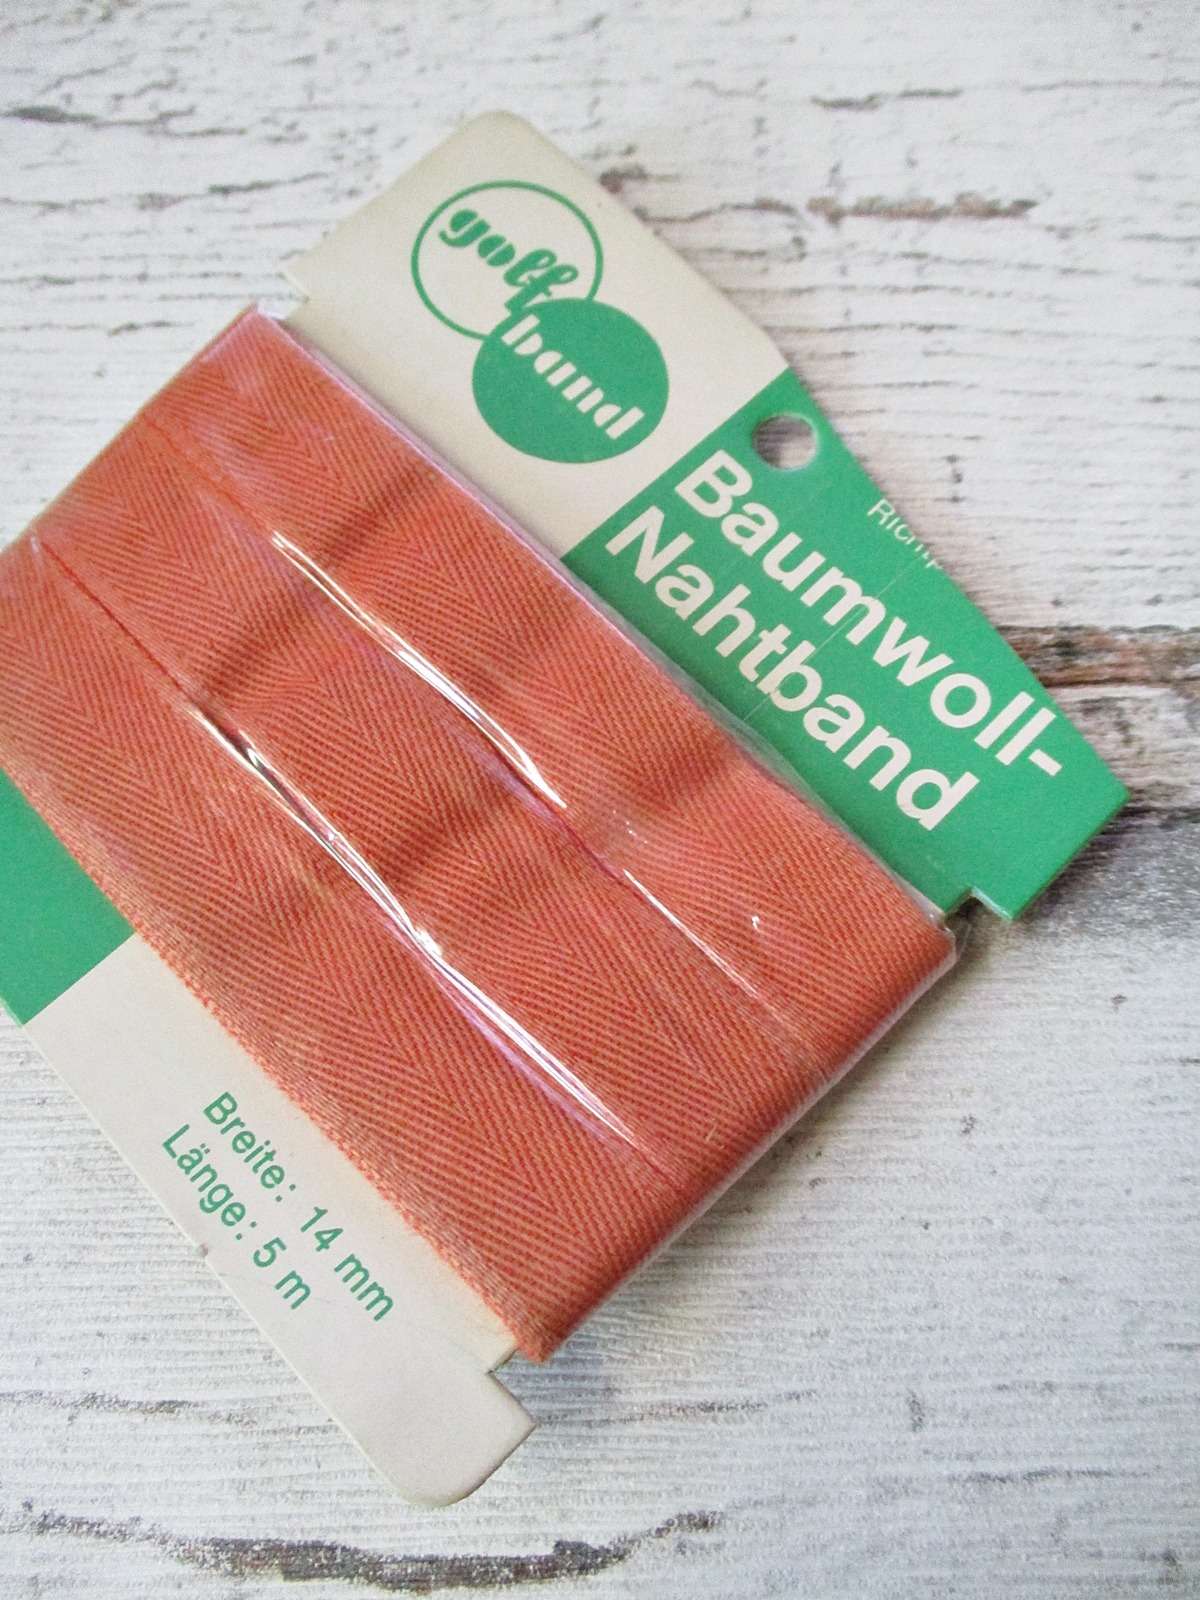 golf
band
Baumwoll-
Nahtband
Breite: 14 mm
Länge: 5 m